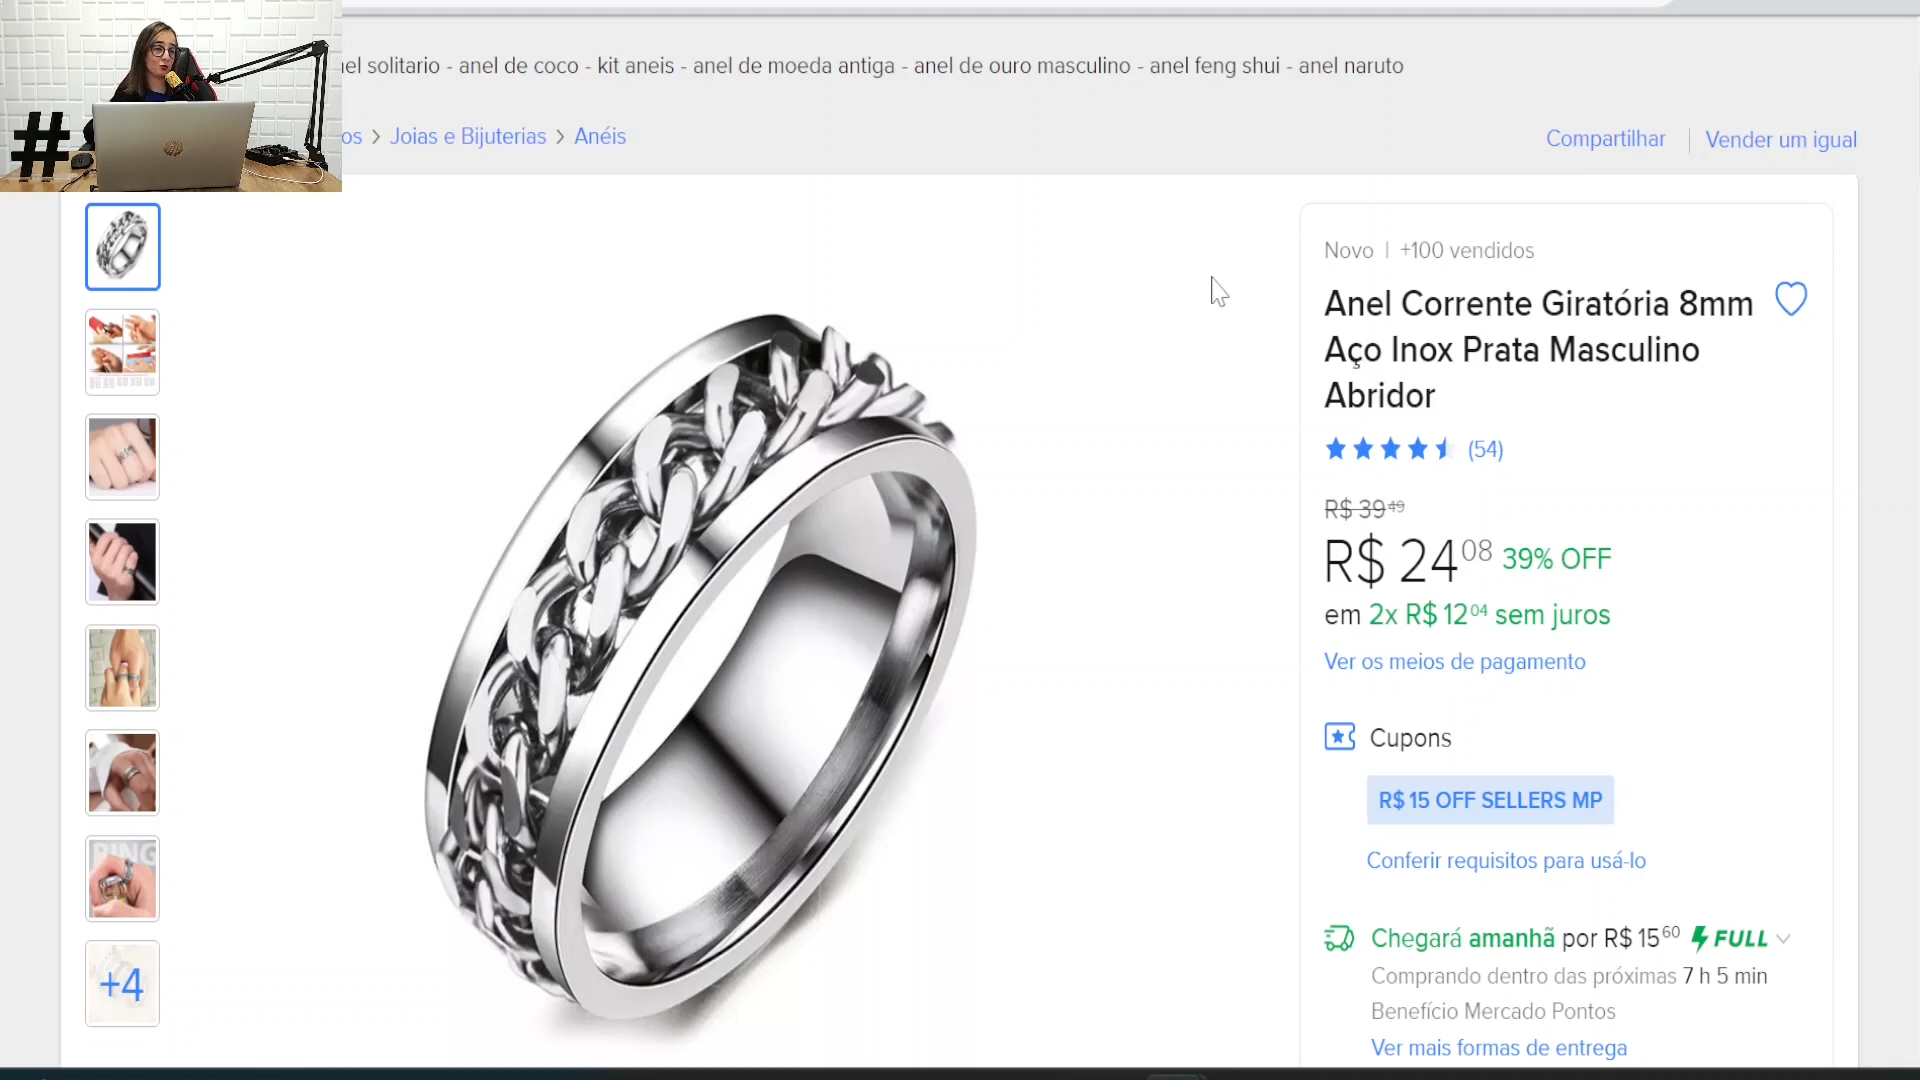 #
el solitario - anel de coco - kit aneis - anel de moeda antiga - anel de ouro masculino - anel feng shui - anel naruto
os > Joias e Bijuterias > Anéis
Compartilhar | Vender um igual
Novo | +100 vendidos
Anel Corrente Giratória 8mm
Aço Inox Prata Masculino
Abridor
(54)
R$ 39 49
R$ 24 08 39% OFF
em 2x R$ 12 04 sem juros
Ver os meios de pagamento
Cupons
R$ 15 OFF SELLERS MP
Conferir requisitos para usá-lo
Chegará amanhã por R$ 15 60 FULL
Comprando dentro das próximas 7 h 5 min
Benefício Mercado Pontos
Ver mais formas de entrega
RING
+4